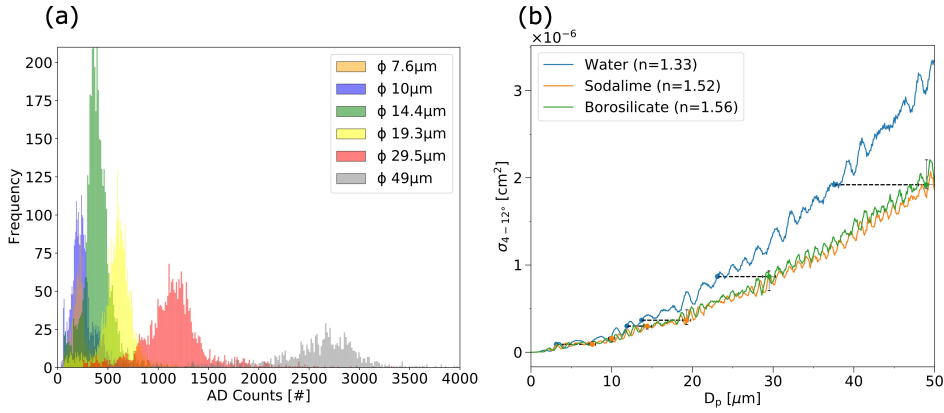 (a)
(b)
225
200
175
150
125
100
75
50
25
0
Frequency
0
500
1000
1500
2000
2500
3000
3500
4000
AD Counts [#]
ϕ 7.6μm
ϕ 10μm
ϕ 14.4μm
ϕ 19.3μm
ϕ 29.5μm
ϕ 49μm
×10⁻⁶
3
2
1
0
σ₄₋₁₂° [cm²]
0
10
20
30
40
50
Dₚ [μm]
Water (n=1.33)
Sodalime (n=1.52)
Borosilicate (n=1.56)